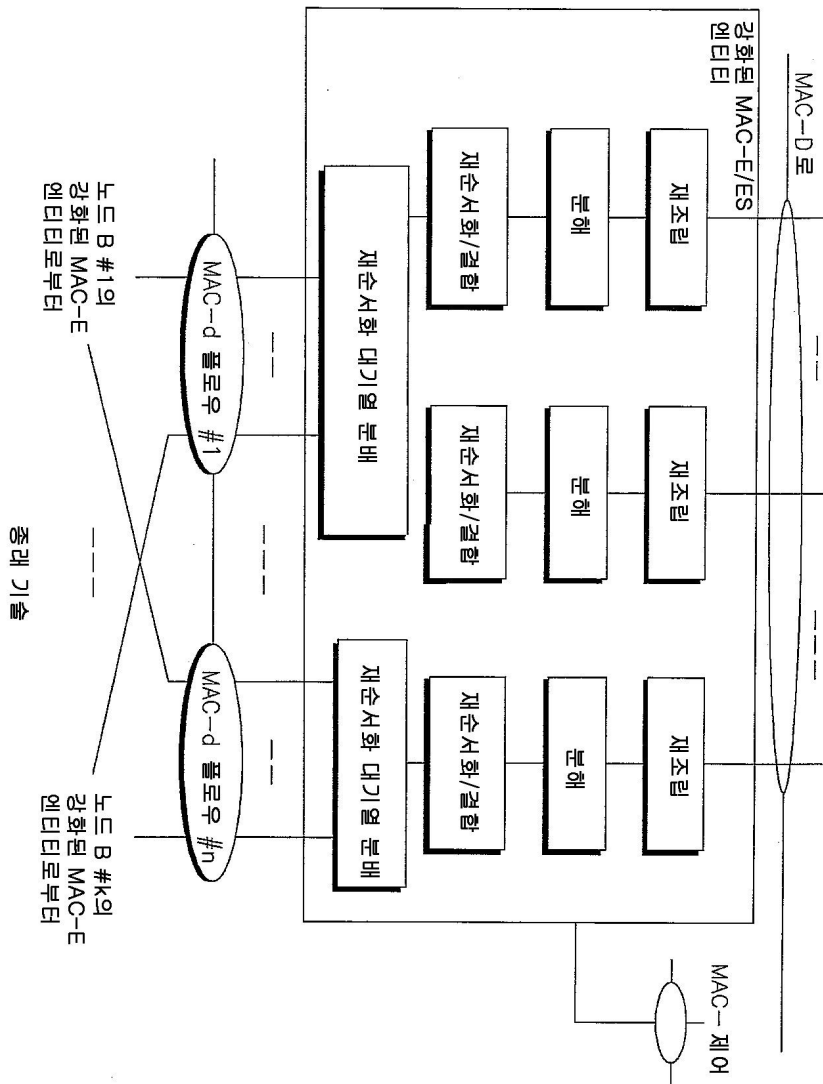 MAC-D로
MAC-제어
강화된 MAC-E/ES
엔티티
재조립
재조립
재조립
분해
분해
분해
재순서화/결합
재순서화/결합
재순서화/결합
재순서화 대기열 분배
재순서화 대기열 분배
MAC-d 플로우 #1
MAC-d 플로우 #n
노드 B #1의
강화된 MAC-E
엔티티로부터
노드 B #k의
강화된 MAC-E
엔티티로부터
종래 기술